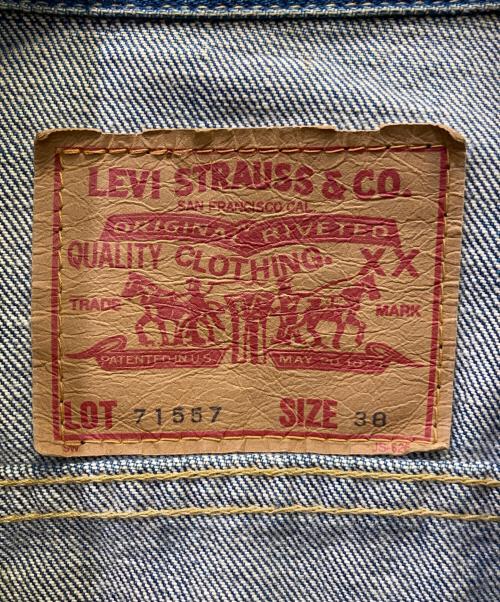 LEVI STRAUSS & CO.
SAN FRANCISCO CAL
ORIGINAL RIVETED
QUALITY CLOTHING. XX
TRADE MARK
PATENTED IN U.S. MAY 20 1873
LOT 71557 SIZE 38
SW